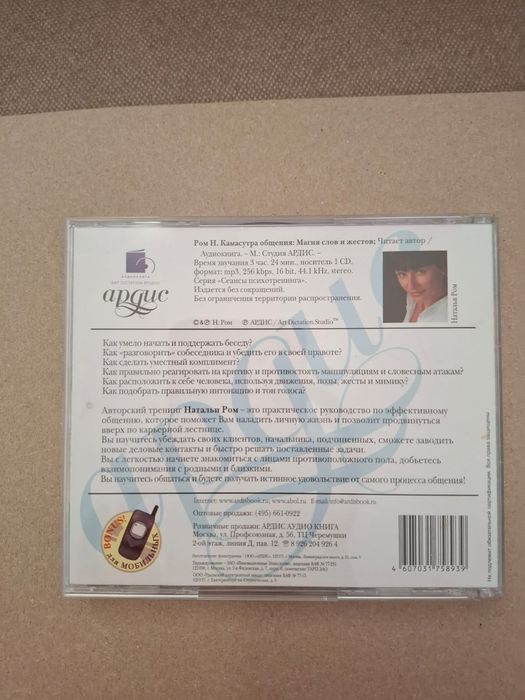 Ром Н. Камасутра общения: Магия слов и жестов; Читает автор /
Аудиокнига. – М.: Студия АРДИС. –
Время звучания 3 час. 24 мин., носитель 1 CD,
формат: mp3, 256 kbps, 16 bit, 44.1 kHz, stereo.
Серия «Сеансы психотренинга».
Издается без сокращений.
Без ограничения территории распространения.
© & ℗ Н. Ром ℗ АРДИС / Art Dictation Studio™
АУДИОКНИГА
ART DICTATION STUDIO
ардис
Наталья Ром
Как умело начать и поддержать беседу?
Как «разговорить» собеседника и убедить его в своей правоте?
Как сделать уместный комплимент?
Как правильно реагировать на критику и противостоять манипуляциям и словесным атакам?
Как расположить к себе человека, используя движения, позы, жесты и мимику?
Как подобрать правильную интонацию и тон голоса?
Авторский тренинг Натальи Ром – это практическое руководство по эффективному
общению, которое поможет Вам наладить личную жизнь и позволит продвинуться
вверх по карьерной лестнице.
Вы научитесь убеждать своих клиентов, начальника, подчиненных, сможете заводить
новые деловые контакты и быстро решать поставленные задачи.
Вы с легкостью начнете знакомиться с лицами противоположного пола, добьетесь
взаимопонимания с родными и близкими.
Вы научитесь общаться и будете получать истинное удовольствие от самого процесса общения!
BONUS!
для МОБИЛЬНЫХ
Internet: www.ardisbook.ru, www.abol.ru E-mail: info@ardisbook.ru
Оптовые продажи: (495) 661-0922
Розничные продажи: АРДИС АУДИО КНИГА
Москва, ул. Профсоюзная, д. 56, ТЦ Черемушки
2-ой этаж, линия Д, пав. 12. ☎ 8 926 204 926 4
4 607031 758939
Не подлежит обязательной сертификации. Все права защищены